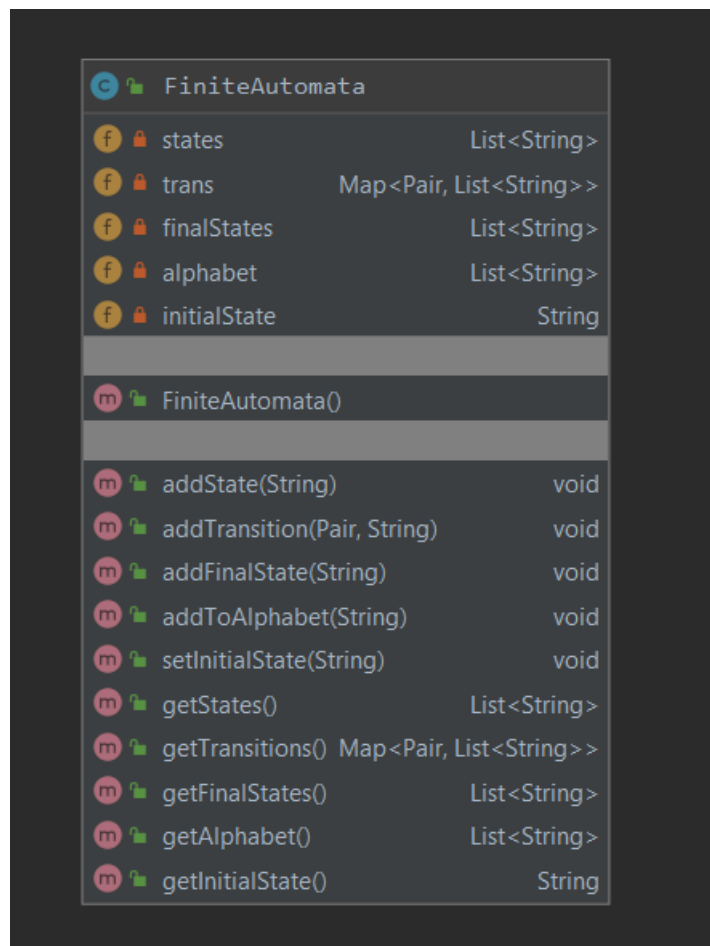 C FiniteAutomata
f states List<String>
f trans Map<Pair, List<String>>
f finalStates List<String>
f alphabet List<String>
f initialState String
m FiniteAutomata()
m addState(String) void
m addTransition(Pair, String) void
m addFinalState(String) void
m addToAlphabet(String) void
m setInitialState(String) void
m getStates() List<String>
m getTransitions() Map<Pair, List<String>>
m getFinalStates() List<String>
m getAlphabet() List<String>
m getInitialState() String